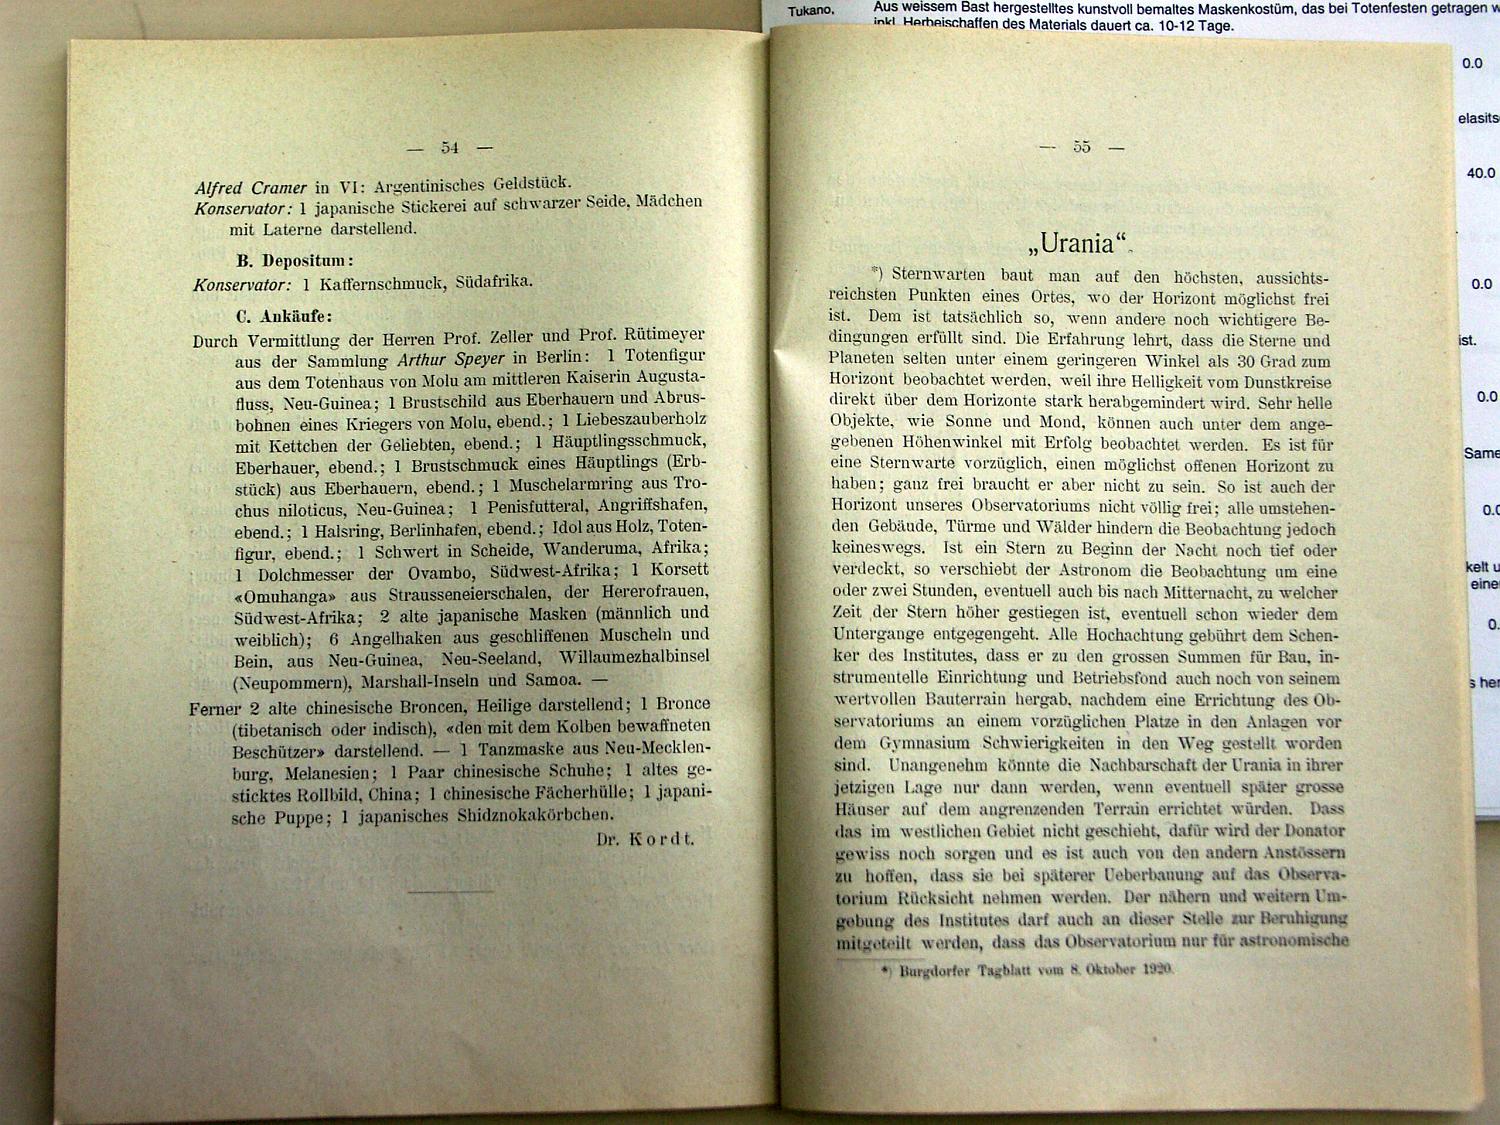 Tukano,
Aus weissem Bast hergestelltes kunstvoll bemaltes Maskenkostüm, das bei Totenfesten getragen w
inkl. Herbeischaffen des Materials dauert ca. 10-12 Tage.
— 54 —
Alfred Cramer in VI: Argentinisches Geldstück.
Konservator: 1 japanische Stickerei auf schwarzer Seide, Mädchen
mit Laterne darstellend.
B. Depositum:
Konservator: 1 Kaffernschmuck, Südafrika.
C. Ankäufe:
Durch Vermittlung der Herren Prof. Zeller und Prof. Rütimeyer
aus der Sammlung Arthur Speyer in Berlin: 1 Totenfigur
aus dem Totenhaus von Molu am mittleren Kaiserin Augusta-
fluss, Neu-Guinea; 1 Brustschild aus Eberhauern und Abrus-
bohnen eines Kriegers von Molu, ebend.; 1 Liebeszauberholz
mit Kettchen der Geliebten, ebend.; 1 Häuptlingsschmuck,
Eberhauer, ebend.; 1 Brustschmuck eines Häuptlings (Erb-
stück) aus Eberhauern, ebend.; 1 Muschelarmring aus Tro-
chus niloticus, Neu-Guinea; 1 Penisfutteral, Angriffshafen,
ebend.; 1 Halsring, Berlinhafen, ebend.; Idol aus Holz, Toten-
figur, ebend.; 1 Schwert in Scheide, Wanderuma, Afrika;
1 Dolchmesser der Ovambo, Südwest-Afrika; 1 Korsett
«Omuhanga» aus Strausseneierschalen, der Hererofrauen,
Südwest-Afrika; 2 alte japanische Masken (männlich und
weiblich); 6 Angelhaken aus geschliffenen Muscheln und
Bein, aus Neu-Guinea, Neu-Seeland, Willaumezhalbinsel
(Neupommern), Marshall-Inseln und Samoa. —
Ferner 2 alte chinesische Broncen, Heilige darstellend; 1 Bronce
(tibetanisch oder indisch), «den mit dem Kolben bewaffneten
Beschützer» darstellend. — 1 Tanzmaske aus Neu-Mecklen-
burg, Melanesien; 1 Paar chinesische Schuhe; 1 altes ge-
sticktes Rollbild, China; 1 chinesische Fächerhülle; 1 japani-
sche Puppe; 1 japanisches Shidznokakörbchen.
Dr. Kordt.
— 55 —
„Urania“.
*) Sternwarten baut man auf den höchsten, aussichts-
reichsten Punkten eines Ortes, wo der Horizont möglichst frei
ist. Dem ist tatsächlich so, wenn andere noch wichtigere Be-
dingungen erfüllt sind. Die Erfahrung lehrt, dass die Sterne und
Planeten selten unter einem geringeren Winkel als 30 Grad zum
Horizont beobachtet werden, weil ihre Helligkeit vom Dunstkreise
direkt über dem Horizonte stark herabgemindert wird. Sehr helle
Objekte, wie Sonne und Mond, können auch unter dem ange-
gebenen Höhenwinkel mit Erfolg beobachtet werden. Es ist für
eine Sternwarte vorzüglich, einen möglichst offenen Horizont zu
haben; ganz frei braucht er aber nicht zu sein. So ist auch der
Horizont unseres Observatoriums nicht völlig frei; alle umstehen-
den Gebäude, Türme und Wälder hindern die Beobachtung jedoch
keineswegs. Ist ein Stern zu Beginn der Nacht noch tief oder
verdeckt, so verschiebt der Astronom die Beobachtung um eine
oder zwei Stunden, eventuell auch bis nach Mitternacht, zu welcher
Zeit der Stern höher gestiegen ist, eventuell schon wieder dem
Untergange entgegengeht. Alle Hochachtung gebührt dem Schen-
ker des Institutes, dass er zu den grossen Summen für Bau, in-
strumentelle Einrichtung und Betriebsfond auch noch von seinem
wertvollen Bauterrain hergab, nachdem eine Errichtung des Ob-
servatoriums an einem vorzüglichen Platze in den Anlagen vor
dem Gymnasium Schwierigkeiten in den Weg gestellt worden
sind. Unangenehm könnte die Nachbarschaft der Urania in ihrer
jetzigen Lage nur dann werden, wenn eventuell später grosse
Häuser auf dem angrenzenden Terrain errichtet würden. Dass
das im westlichen Gebiet nicht geschieht, dafür wird der Donator
gewiss noch sorgen und es ist auch von den andern Anstössern
zu hoffen, dass sie bei späterer Ueberbauung auf das Observa-
torium Rücksicht nehmen werden. Der nähern und weitern Um-
gebung des Institutes darf auch an dieser Stelle zur Beruhigung
mitgeteilt werden, dass das Observatorium nur für astronomische
*) Burgdorfer Tagblatt vom 8. Oktober 1920.
0.0
elasits
40.0
0.0
ist.
0.0
Same
0.0
kelt u
eine
0.
s her